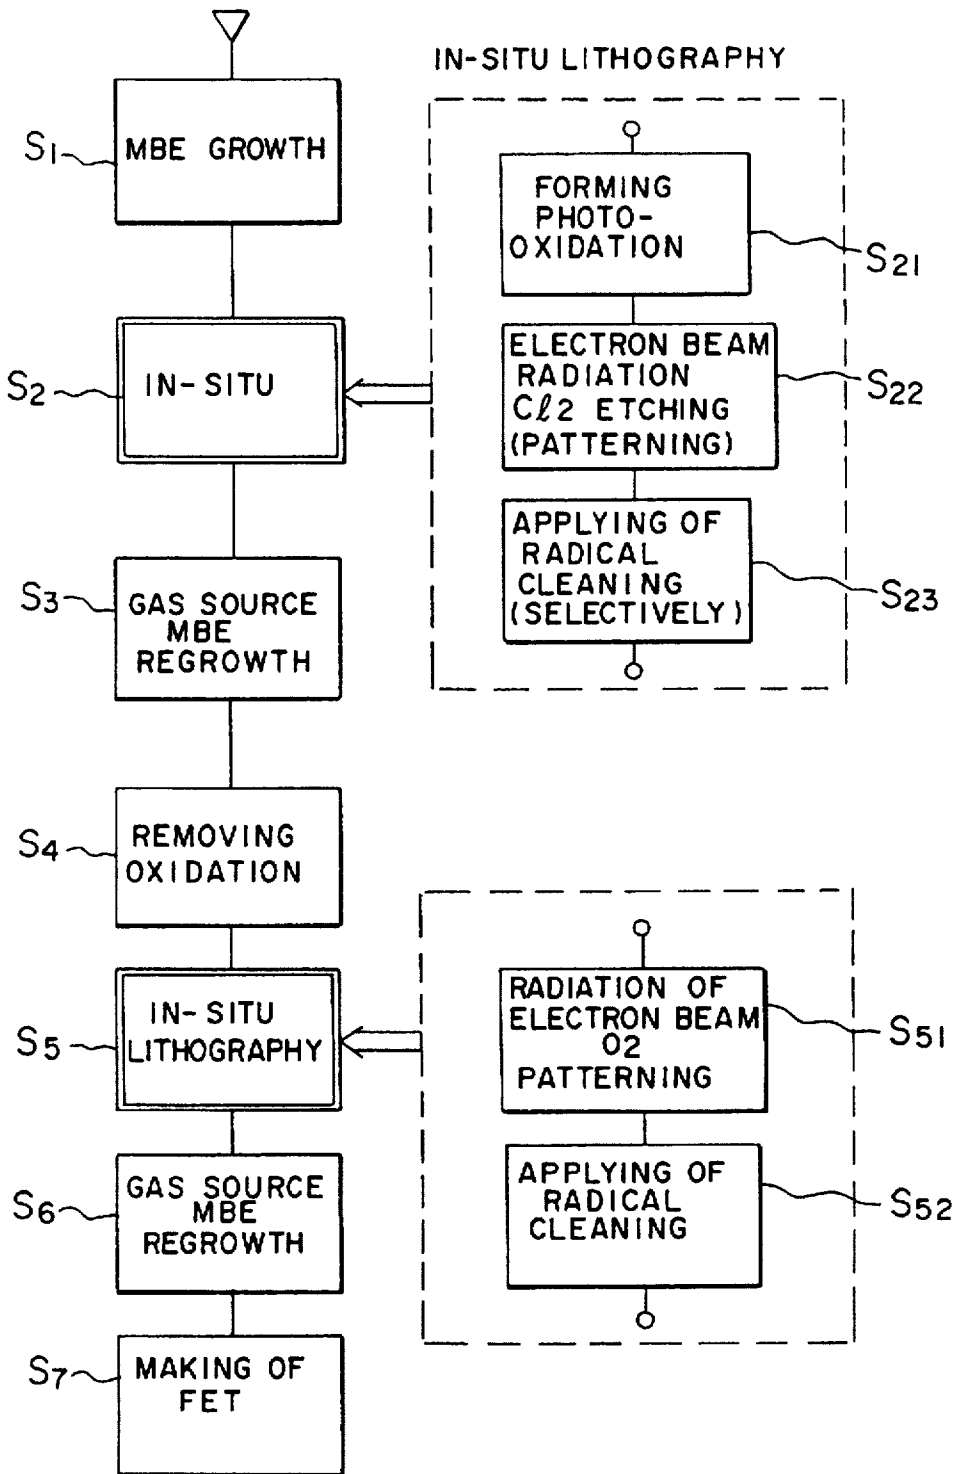 IN-SITU LITHOGRAPHY
S1
MBE GROWTH
S2
IN-SITU
S3
GAS SOURCE
MBE
REGROWTH
S4
REMOVING
OXIDATION
S5
IN-SITU
LITHOGRAPHY
S6
GAS SOURCE
MBE
REGROWTH
S7
MAKING OF
FET
FORMING
PHOTO-
OXIDATION
S21
ELECTRON BEAM
RADIATION
Cℓ2 ETCHING
(PATTERNING)
S22
APPLYING OF
RADICAL
CLEANING
(SELECTIVELY)
S23
RADIATION OF
ELECTRON BEAM
O2
PATTERNING
S51
APPLYING OF
RADICAL
CLEANING
S52